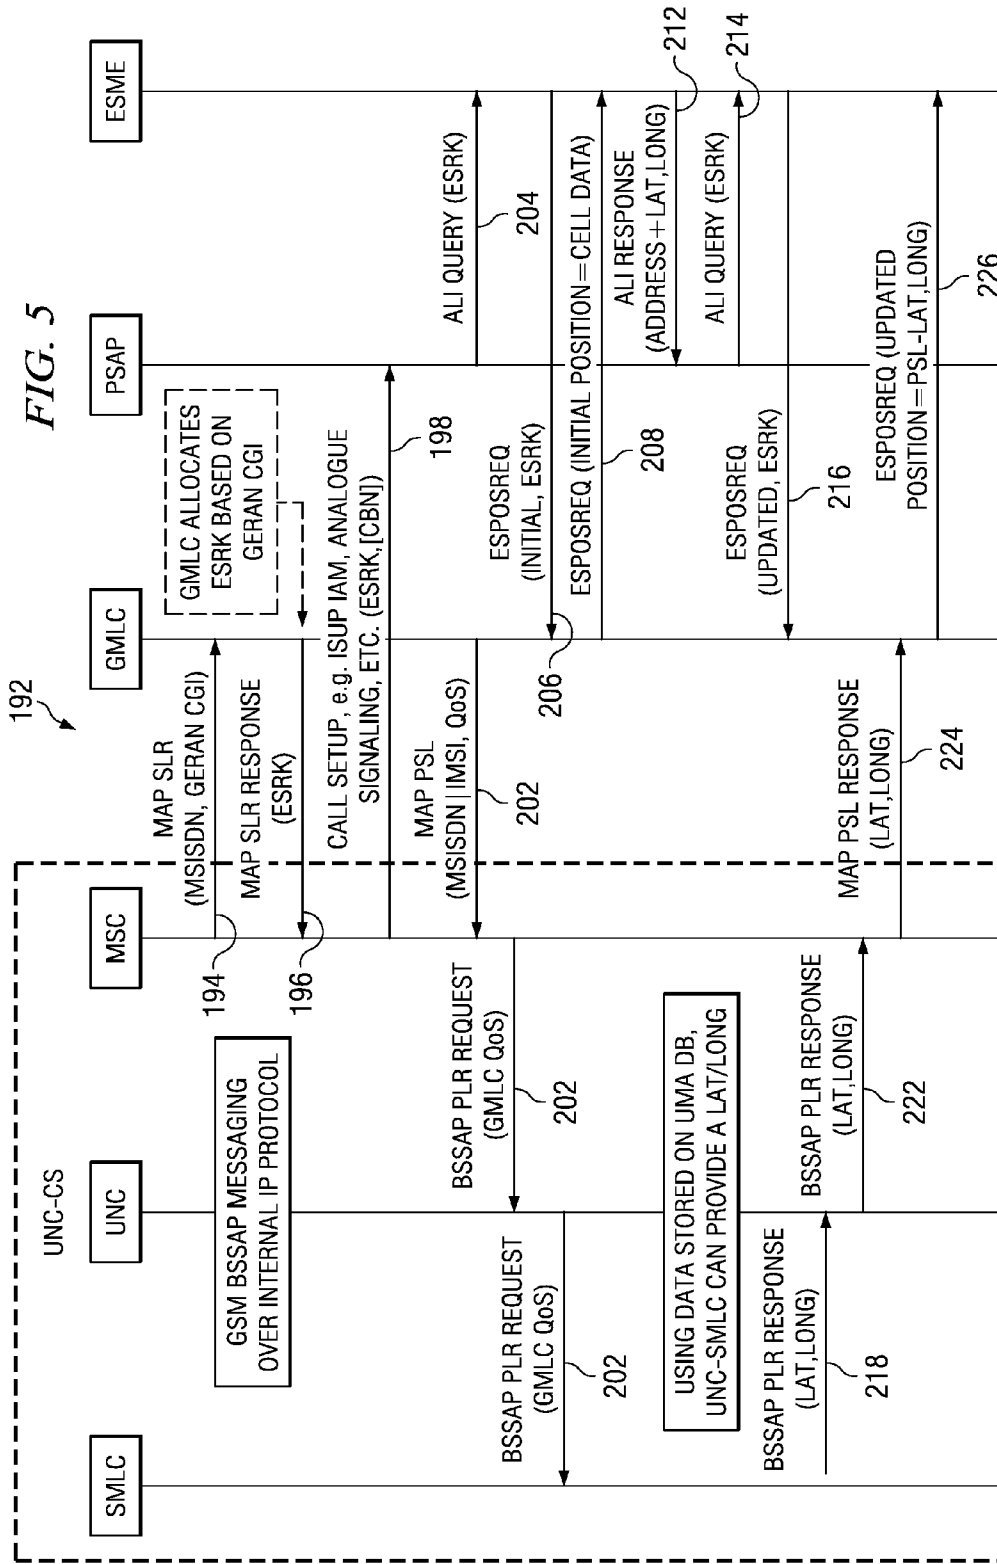 FIG. 5
192
UNC-CS
SMLC
UNC
MSC
GMLC
PSAP
ESME
GSM BSSAP MESSAGING
OVER INTERNAL IP PROTOCOL
MAP SLR
(MSISDN, GERAN CGI)
194
GMLC ALLOCATES
ESRK BASED ON
GERAN CGI
MAP SLR RESPONSE
(ESRK)
196
CALL SETUP, e.g. ISUP IAM, ANALOGUE
SIGNALING, ETC. (ESRK,[CBN])
198
MAP PSL
(MSISDN|IMSI, QoS)
202
ALI QUERY (ESRK)
204
BSSAP PLR REQUEST
(GMLC QoS)
202
BSSAP PLR REQUEST
(GMLC QoS)
202
ESPOSREQ
(INITIAL, ESRK)
206
ESPOSREQ (INITIAL POSITION=CELL DATA)
208
ALI RESPONSE
(ADDRESS+LAT,LONG)
212
ALI QUERY (ESRK)
214
USING DATA STORED ON UMA DB,
UNC-SMLC CAN PROVIDE A LAT/LONG
ESPOSREQ
(UPDATED, ESRK)
216
BSSAP PLR RESPONSE
(LAT,LONG)
218
BSSAP PLR RESPONSE
(LAT,LONG)
222
MAP PSL RESPONSE
(LAT,LONG)
224
ESPOSREQ (UPDATED
POSITION=PSL-LAT,LONG)
226